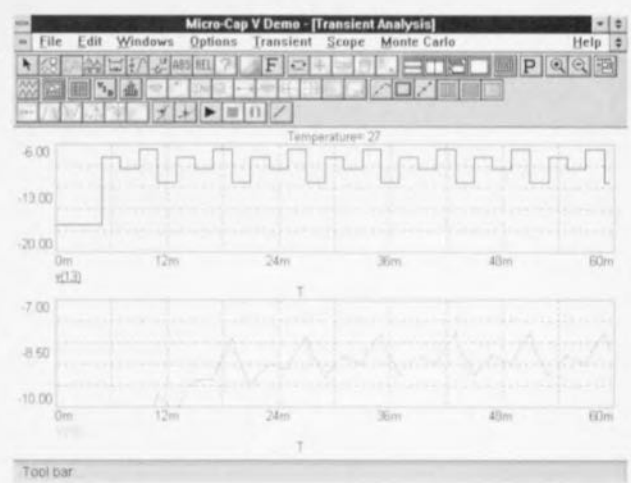 Micro-Cap V Demo - [Transient Analysis]
File Edit Windows Options Transient Scope Monte Carlo Help
ABS REL ? F P
Temperature= 27
-6.00
-13.00
-20.00
0m 12m 24m 36m 48m 60m
v(13)
T
-7.00
-8.50
-10.00
0m 12m 24m 36m 48m 60m
T
Tool bar